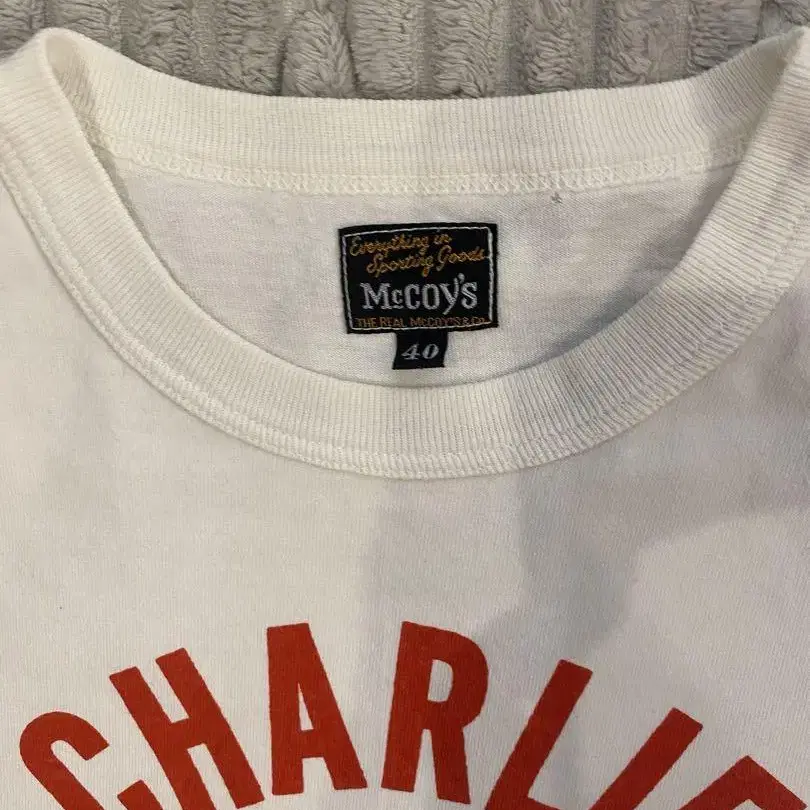 Everything in
Sporting Goods
McCOY'S
THE REAL McCOY'S & CO.
40
CHARLIE